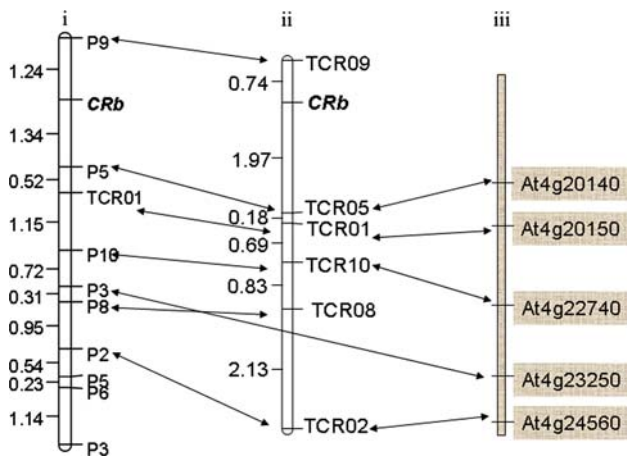 i ii iii
P9
1.24
CRb
1.34
P5
0.52
TCR01
1.15
P10
0.72
P3
0.31
P8
0.95
P2
0.54
P5
0.23
P6
1.14
P3
TCR09
0.74
CRb
1.97
TCR05
0.18
TCR01
0.69
TCR10
0.83
TCR08
2.13
TCR02
At4g20140
At4g20150
At4g22740
At4g23250
At4g24560